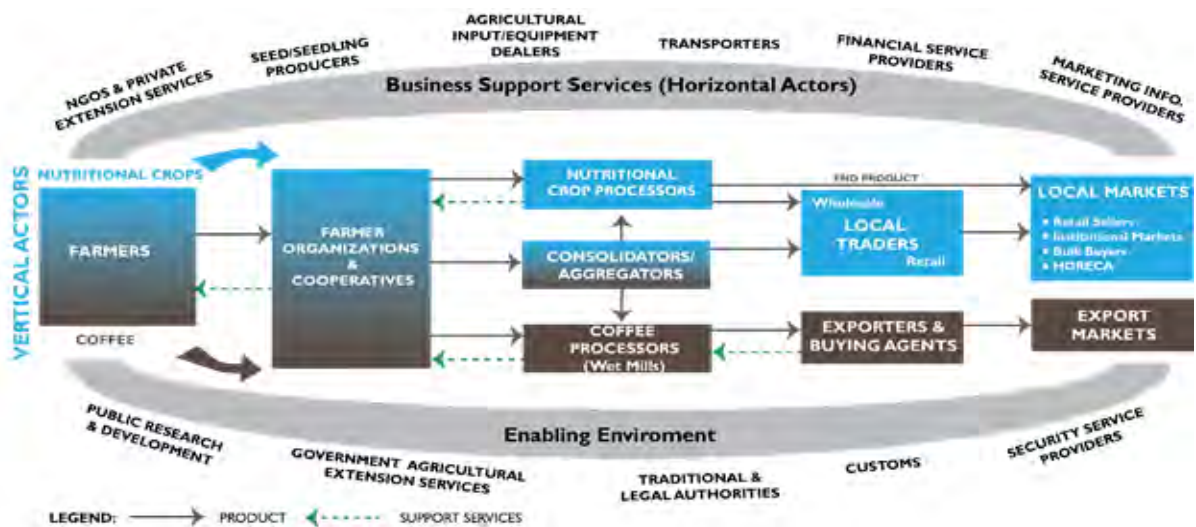 NGOS & PRIVATE
EXTENSION SERVICES
SEED/SEEDLING
PRODUCERS
AGRICULTURAL
INPUT/EQUIPMENT
DEALERS
TRANSPORTERS
FINANCIAL SERVICE
PROVIDERS
MARKETING INFO.
SERVICE PROVIDERS
Business Support Services (Horizontal Actors)
VERTICAL ACTORS
NUTRITIONAL CROPS
FARMERS
COFFEE
FARMER
ORGANIZATIONS
&
COOPERATIVES
NUTRITIONAL
CROP PROCESSORS
CONSOLIDATORS/
AGGREGATORS
COFFEE
PROCESSORS
(Wet Mills)
END PRODUCT
Wholesale
LOCAL
TRADERS
Retail
EXPORTERS &
BUYING AGENTS
LOCAL MARKETS
• Retail Sellers
• Institutional Markets
• Bulk Buyers
• HORECA
EXPORT
MARKETS
Enabling Enviroment
PUBLIC RESEARCH
& DEVELOPMENT
GOVERNMENT AGRICULTURAL
EXTENSION SERVICES
TRADITIONAL &
LEGAL AUTHORITIES
CUSTOMS
SECURITY SERVICE
PROVIDERS
LEGEND: PRODUCT SUPPORT SERVICES